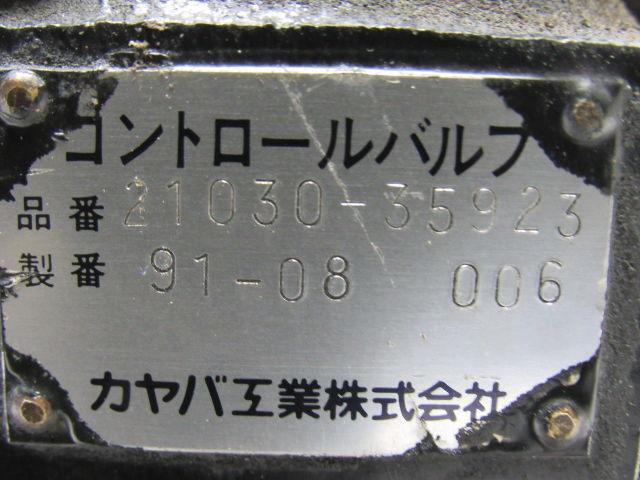 コントロールバルブ
品番 21030-35923
製番 91-08 006
カヤバ工業株式会社